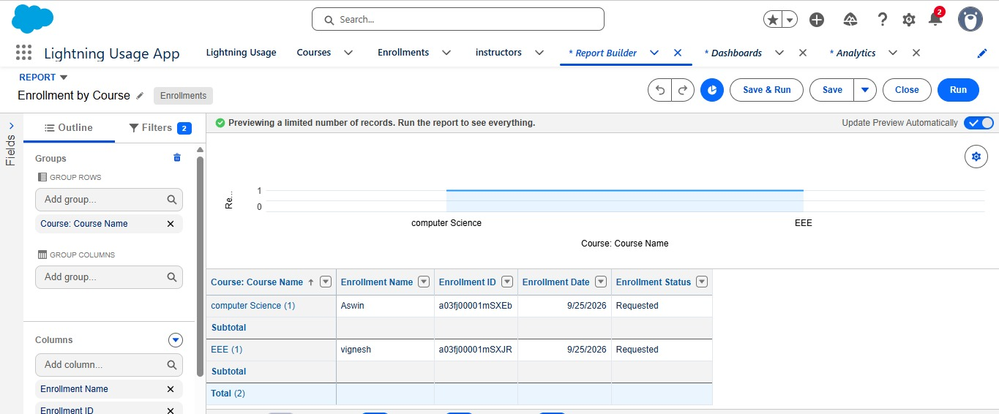 Search...
2
Lightning Usage App
Lightning Usage
Courses
Enrollments
instructors
* Report Builder
* Dashboards
* Analytics
REPORT
Enrollment by Course
Enrollments
Save & Run
Save
Close
Run
Fields
Outline
Filters 2
Previewing a limited number of records. Run the report to see everything.
Update Preview Automatically
Groups
GROUP ROWS
Add group...
Course: Course Name
GROUP COLUMNS
Add group...
Columns
Add column...
Enrollment Name
Enrollment ID
Re...
1
0
computer Science
EEE
Course: Course Name
Course: Course Name ↑ Enrollment Name Enrollment ID Enrollment Date Enrollment Status
computer Science (1) Aswin a03fj00001mSXEb 9/25/2026 Requested
Subtotal
EEE (1) vignesh a03fj00001mSXJR 9/25/2026 Requested
Subtotal
Total (2)